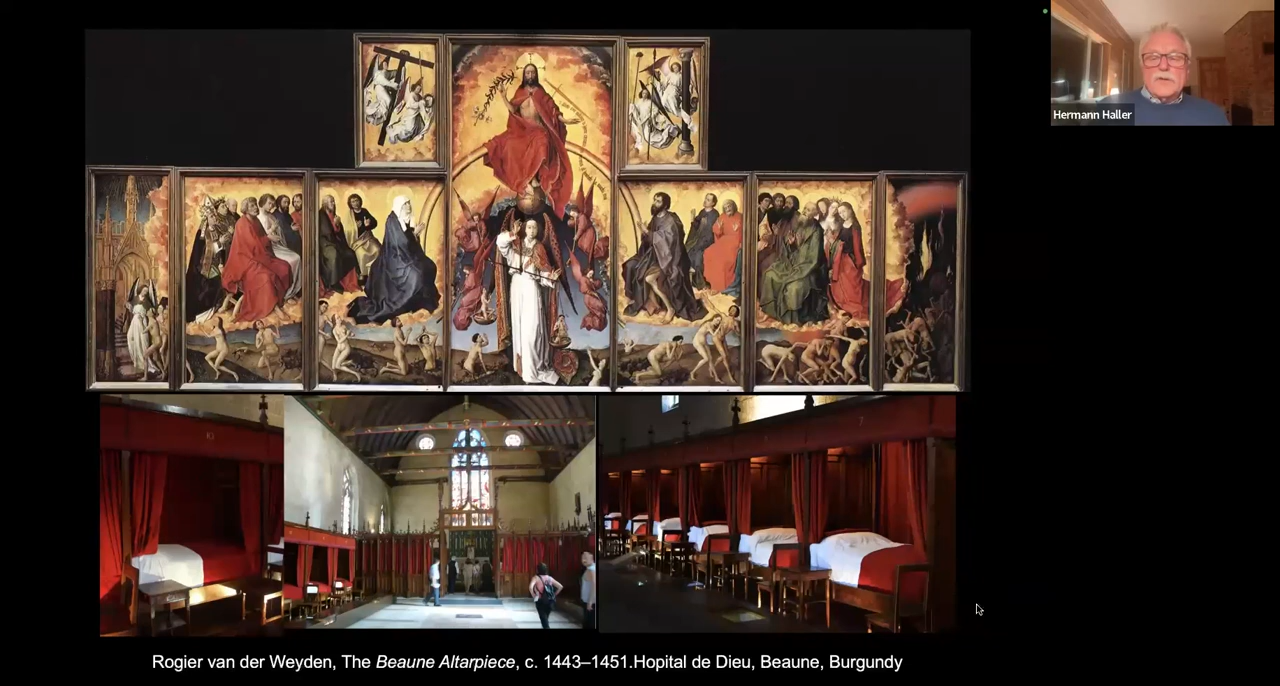 Hermann Haller
Rogier van der Weyden, The Beaune Altarpiece, c. 1443–1451.Hopital de Dieu, Beaune, Burgundy